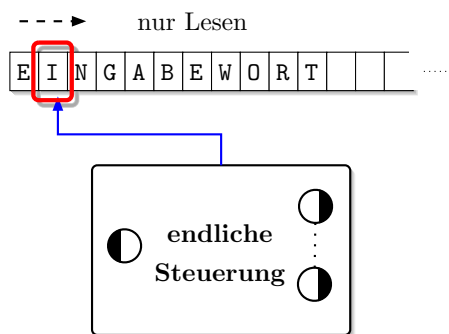 nur Lesen
EINGABEWORT ·····
endliche
Steuerung